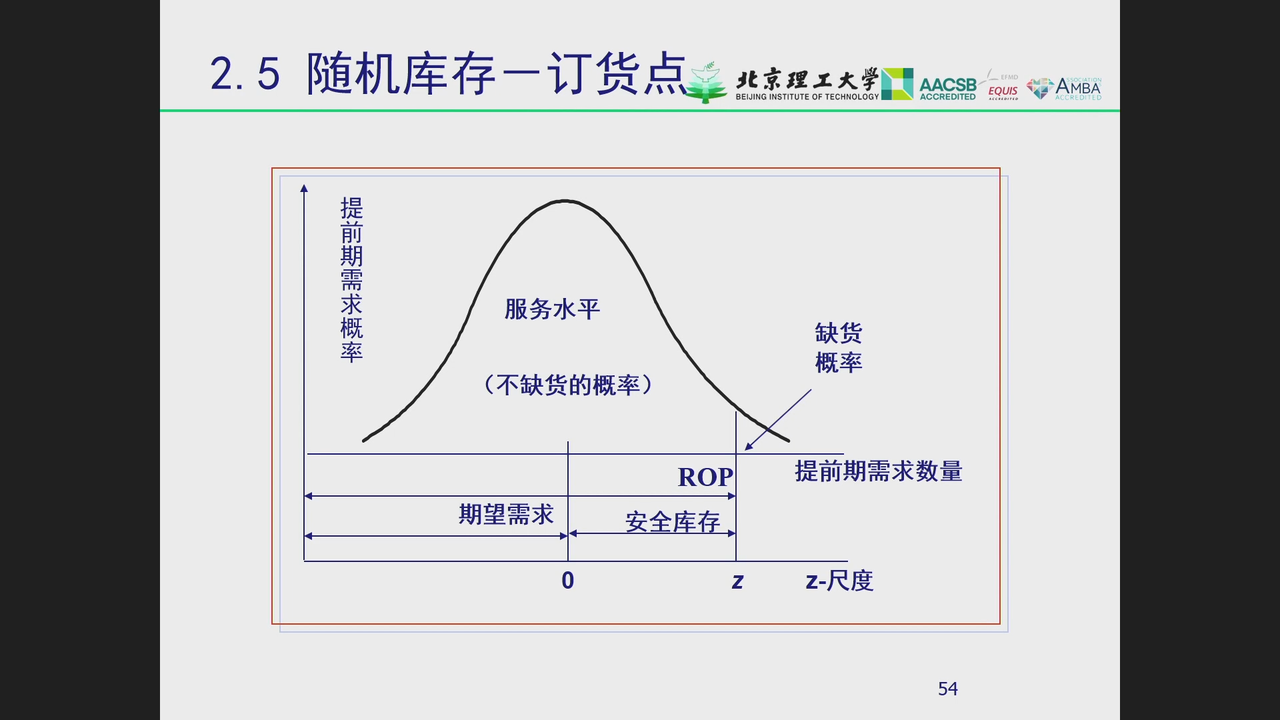 2.5 随机库存－订货点
北京理工大学
BEIJING INSTITUTE OF TECHNOLOGY
AACSB
ACCREDITED
EFMD
EQUIS
ACCREDITED
ASSOCIATION
AMBA
ACCREDITED
提前期需求概率
服务水平
（不缺货的概率）
缺货
概率
提前期需求数量
ROP
期望需求
安全库存
0
z
z-尺度
54